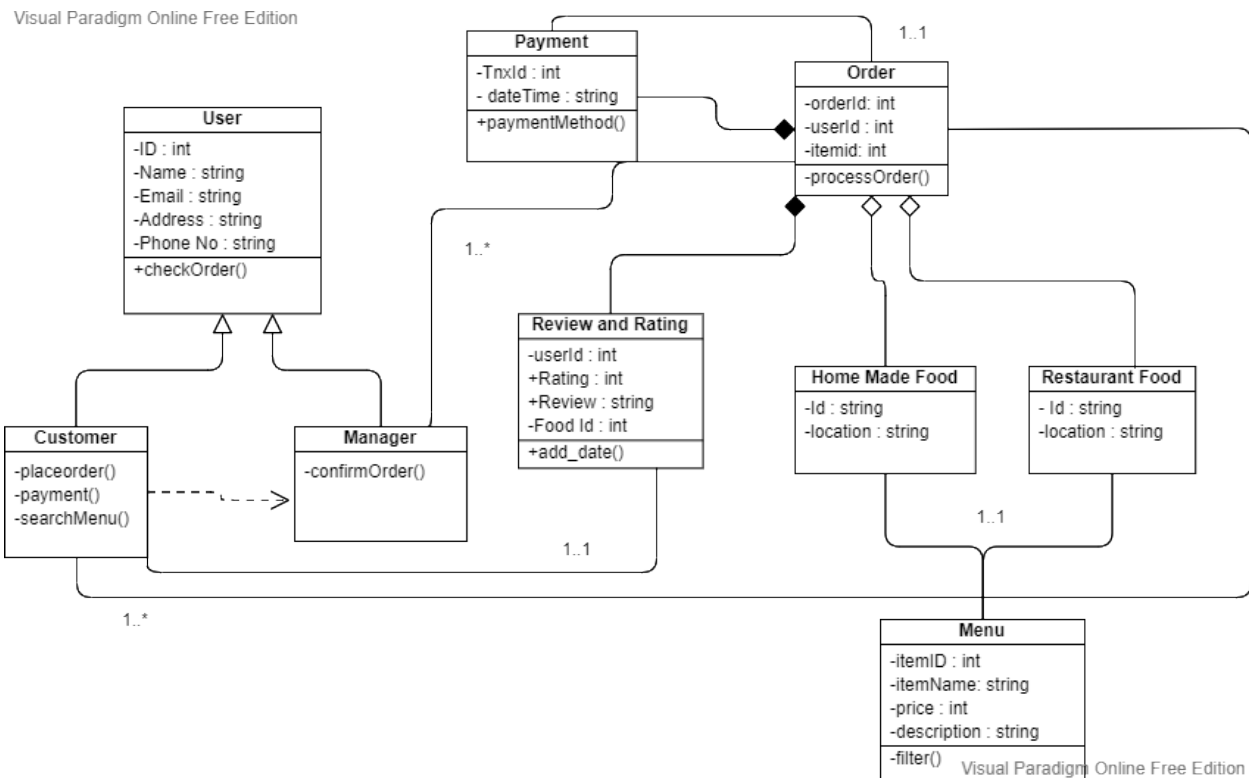 Visual Paradigm Online Free Edition
Payment
-TnxId : int
- dateTime : string
+paymentMethod()
1..1
Order
-orderId: int
-userId : int
-itemid: int
-processOrder()
User
-ID : int
-Name : string
-Email : string
-Address : string
-Phone No : string
+checkOrder()
1..*
Review and Rating
-userId : int
+Rating : int
+Review : string
-Food Id : int
+add_date()
Home Made Food
-Id : string
-location : string
Restaurant Food
- Id : string
-location : string
Customer
-placeorder()
-payment()
-searchMenu()
Manager
-confirmOrder()
1..1
1..1
1..*
Menu
-itemID : int
-itemName: string
-price : int
-description : string
-filter()
Visual Paradigm Online Free Edition